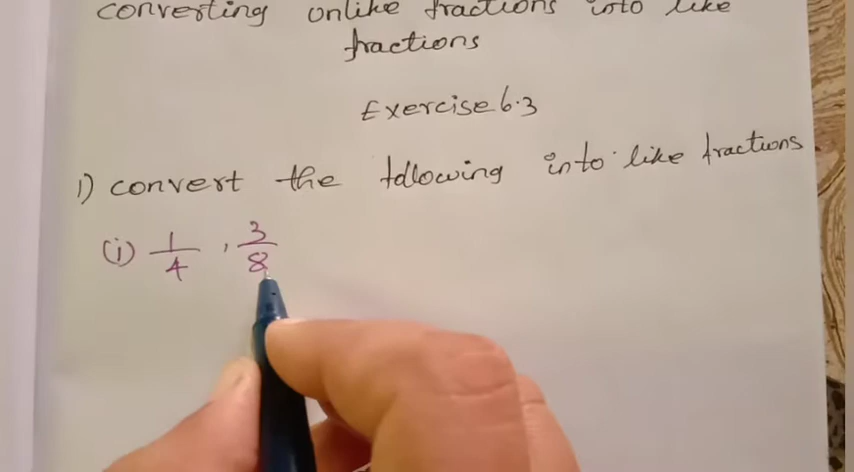 converting unlike fractions into like
fractions
Exercise 6.3
1) convert the following into like fractions
(i) 1/4 , 3/8